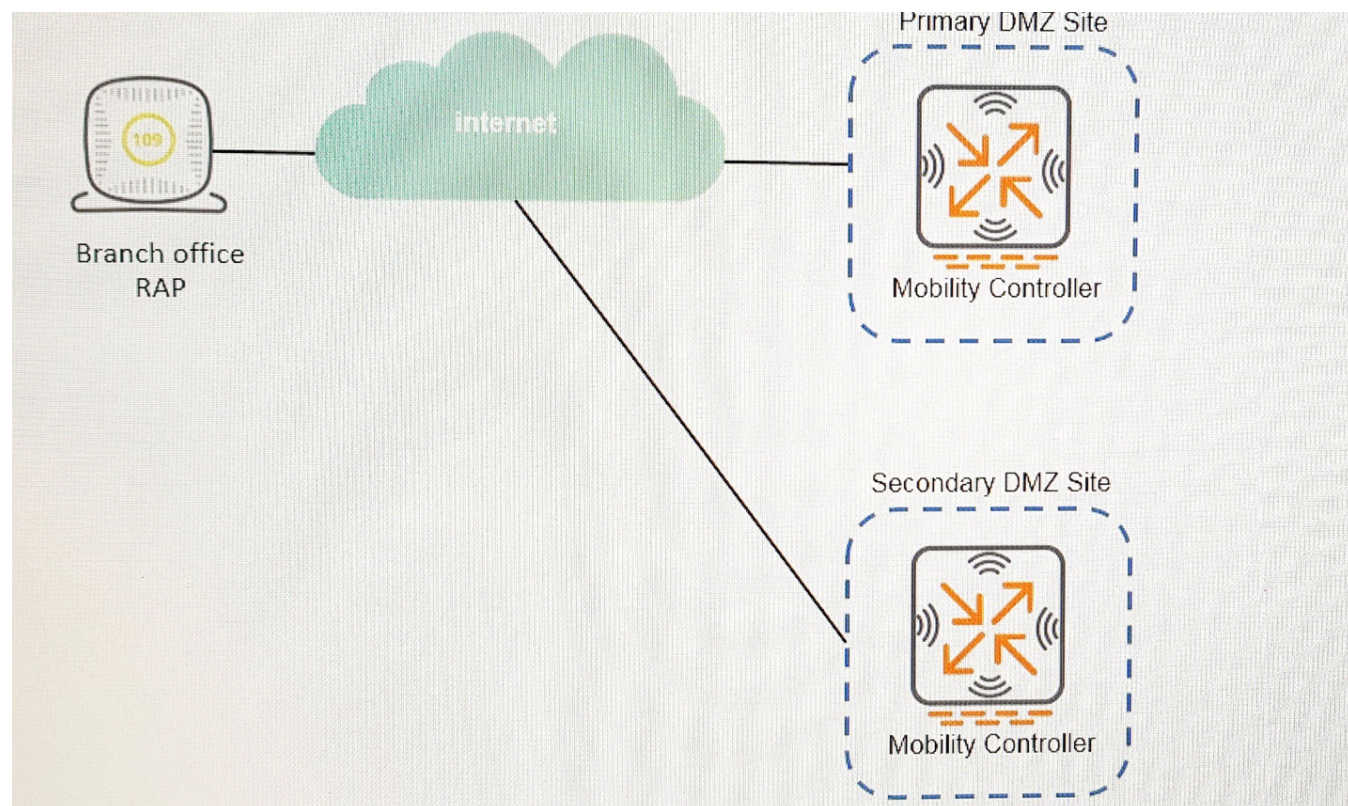 Primary DMZ Site
internet
109
Branch office
RAP
Mobility Controller
Secondary DMZ Site
Mobility Controller